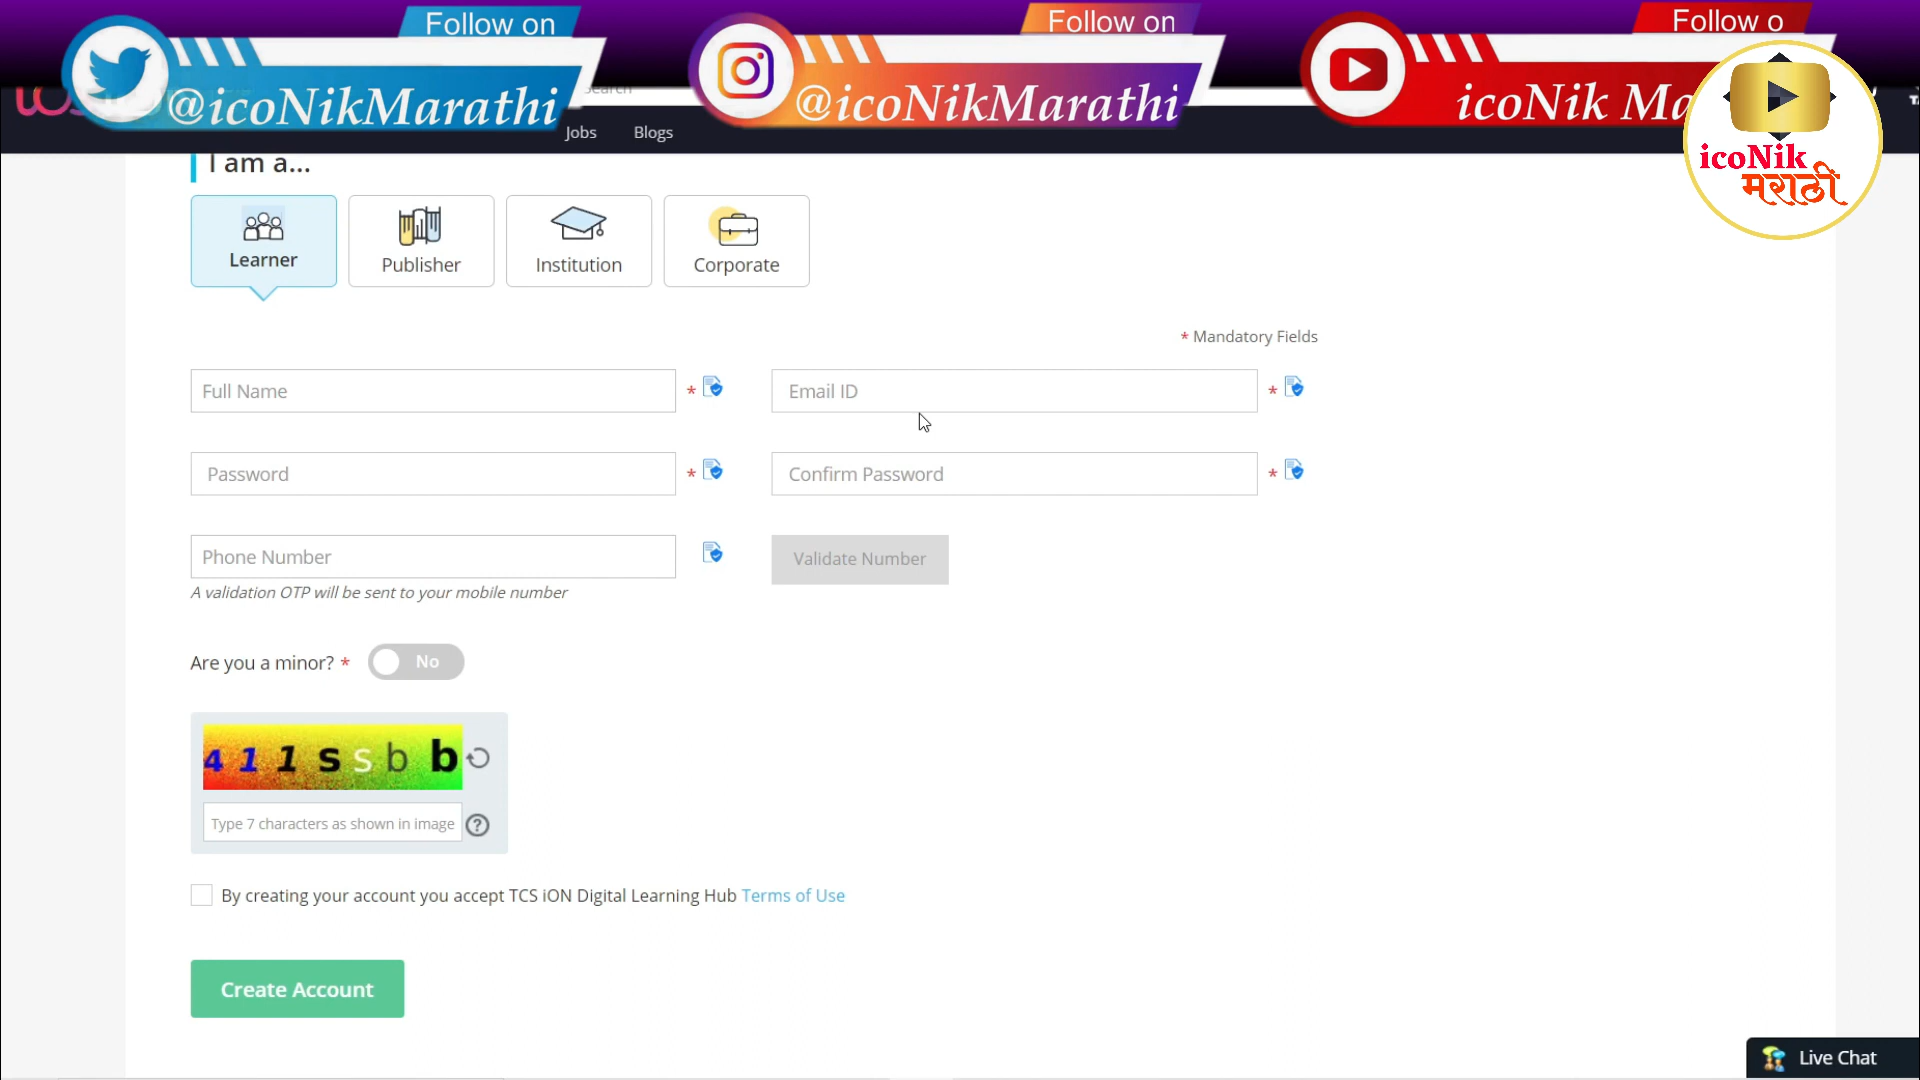 Follow on
Follow on
Follow o
@icoNikMarathi
@icoNikMarathi
icoNik Ma
icoNik
मराठी
Jobs
Blogs
I am a...
Learner
Publisher
Institution
Corporate
* Mandatory Fields
Full Name *
Email ID *
Password *
Confirm Password *
Phone Number
Validate Number
A validation OTP will be sent to your mobile number
Are you a minor? * No
4 1 1 s s b b
Type 7 characters as shown in image ?
By creating your account you accept TCS iON Digital Learning Hub Terms of Use
Create Account
Live Chat